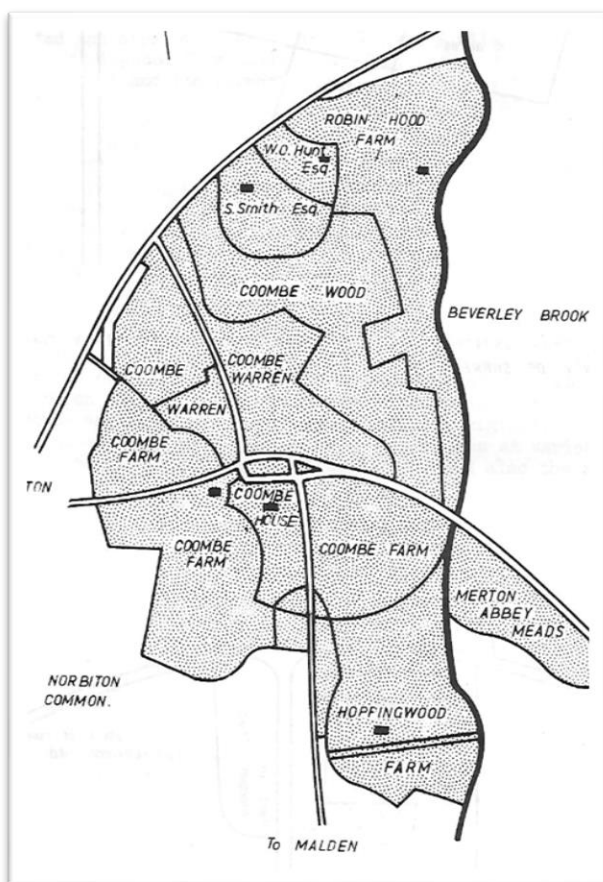 ROBIN HOOD
FARM
W.O. Hunt
Esq
S. Smith Esq
COOMBE WOOD
BEVERLEY BROOK
COOMBE
WARREN
COOMBE
WARREN
COOMBE
FARM
TON
COOMBE
HOUSE
COOMBE
FARM
COOMBE FARM
MERTON
ABBEY
MEADS
NORBITON
COMMON.
HOPPINGWOOD
FARM
To MALDEN